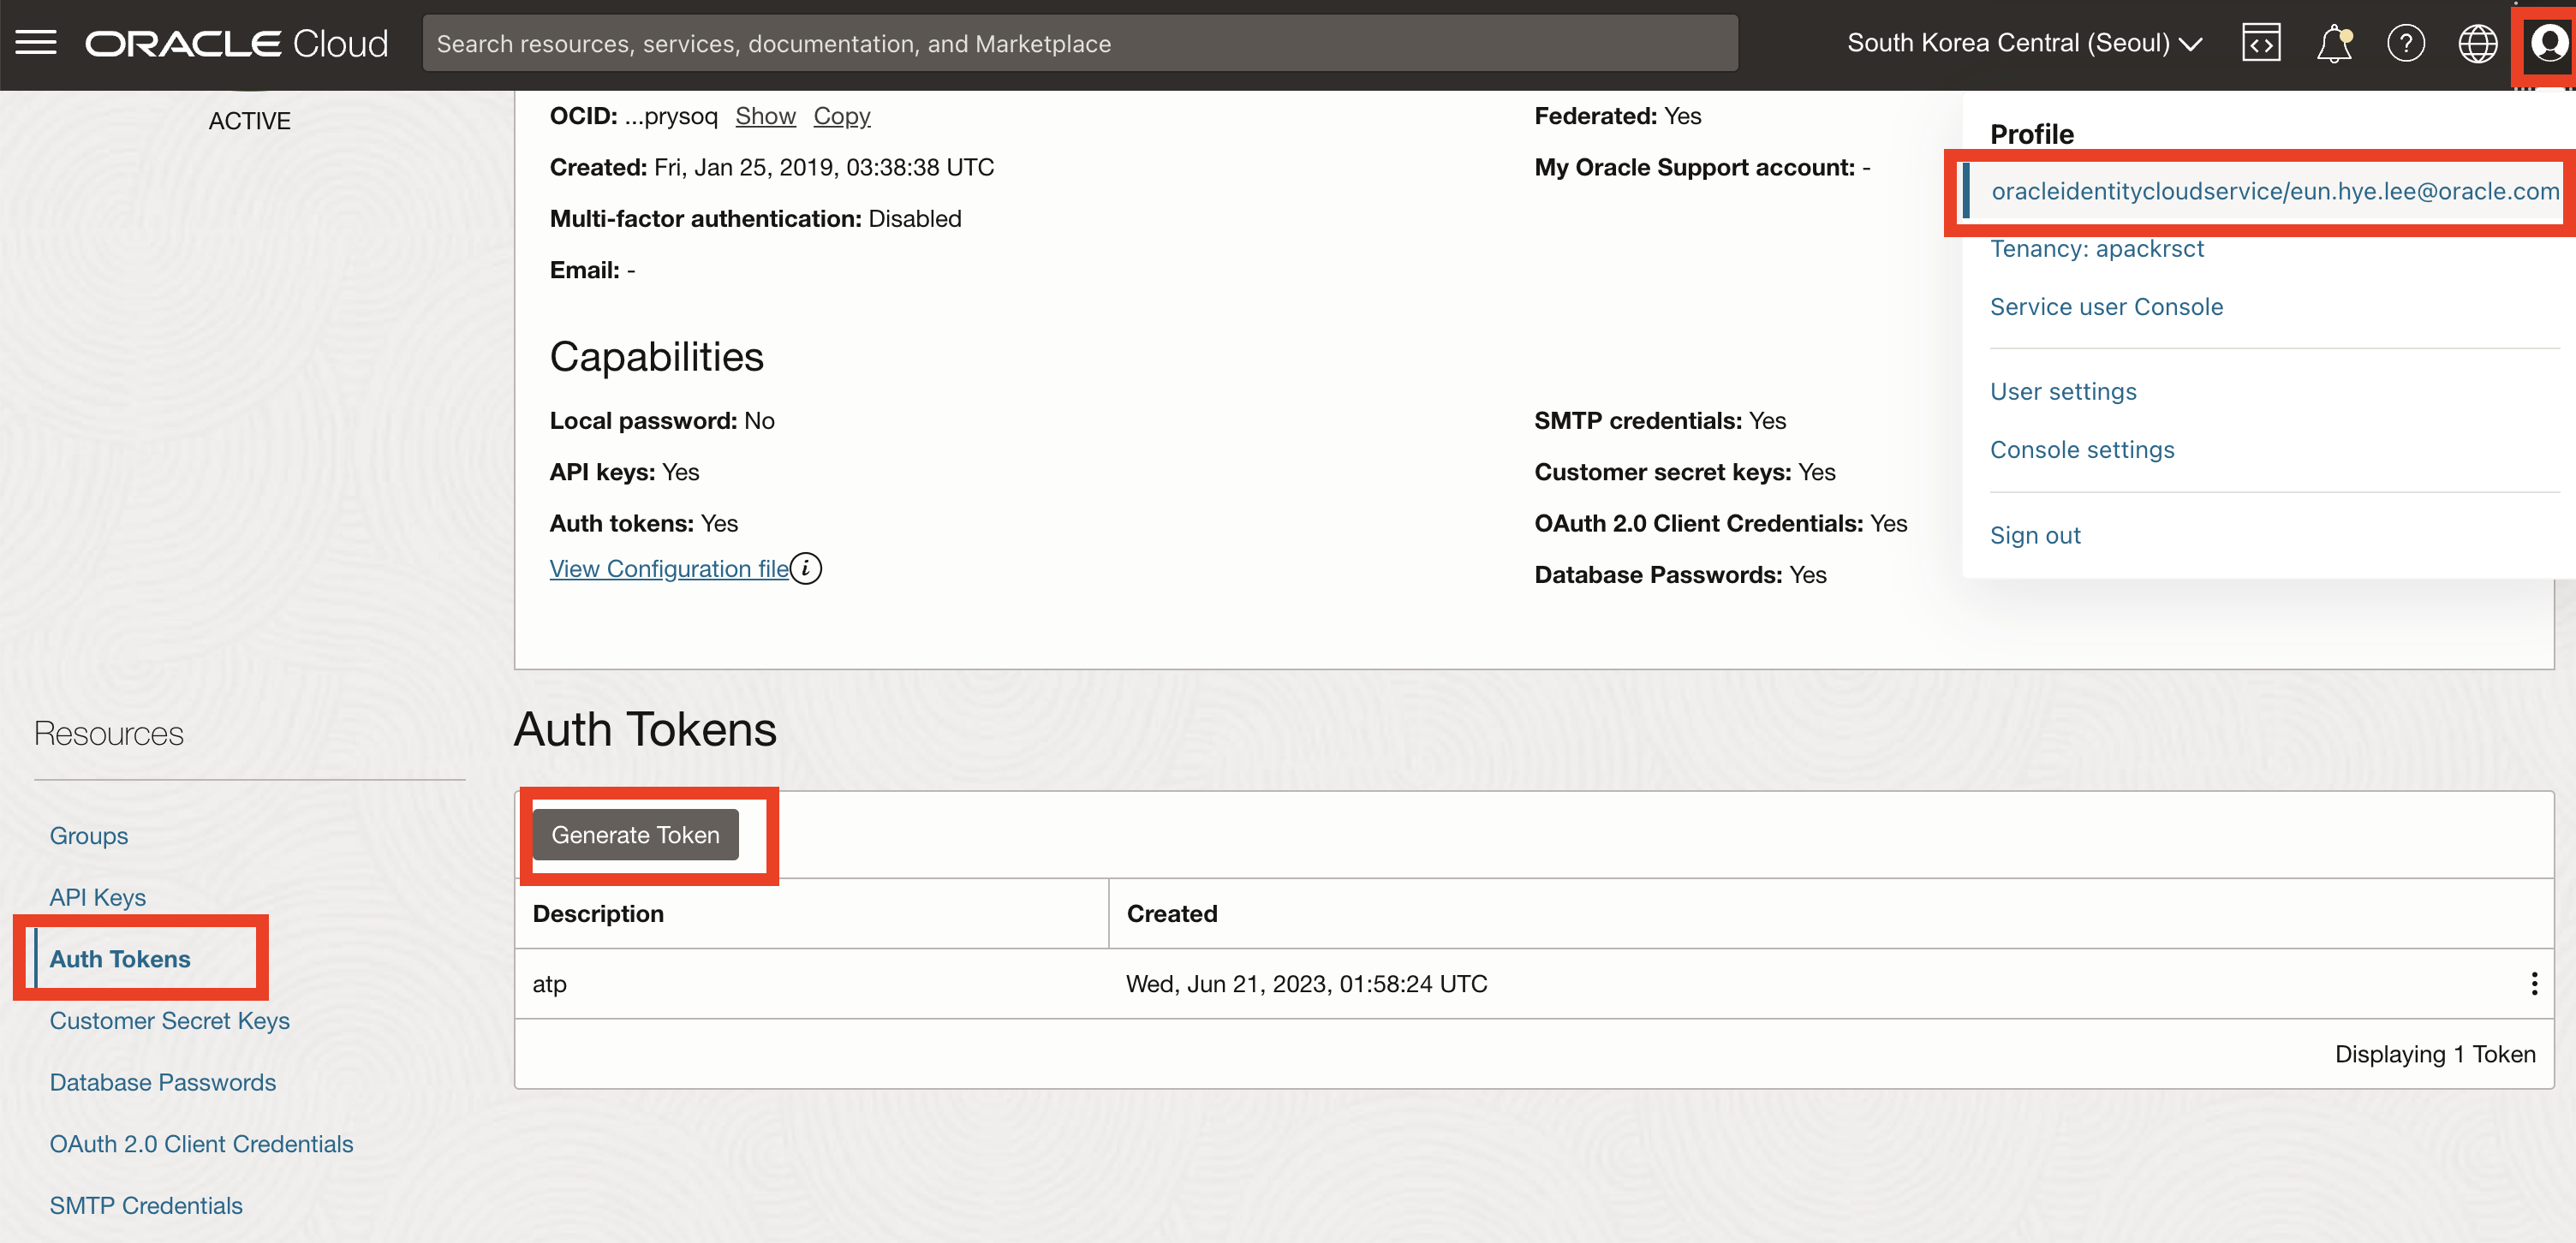 ORACLE Cloud
Search resources, services, documentation, and Marketplace
South Korea Central (Seoul)
ACTIVE
OCID: ...prysoq Show Copy
Created: Fri, Jan 25, 2019, 03:38:38 UTC
Multi-factor authentication: Disabled
Email: -
Federated: Yes
My Oracle Support account: -
Profile
oracleidentitycloudservice/eun.hye.lee@oracle.com
Tenancy: apackrsct
Service user Console
User settings
Console settings
Sign out
Capabilities
Local password: No
API keys: Yes
Auth tokens: Yes
View Configuration file i
SMTP credentials: Yes
Customer secret keys: Yes
OAuth 2.0 Client Credentials: Yes
Database Passwords: Yes
Resources
Groups
API Keys
Auth Tokens
Customer Secret Keys
Database Passwords
OAuth 2.0 Client Credentials
SMTP Credentials
Auth Tokens
Generate Token
Description Created
atp Wed, Jun 21, 2023, 01:58:24 UTC
Displaying 1 Token